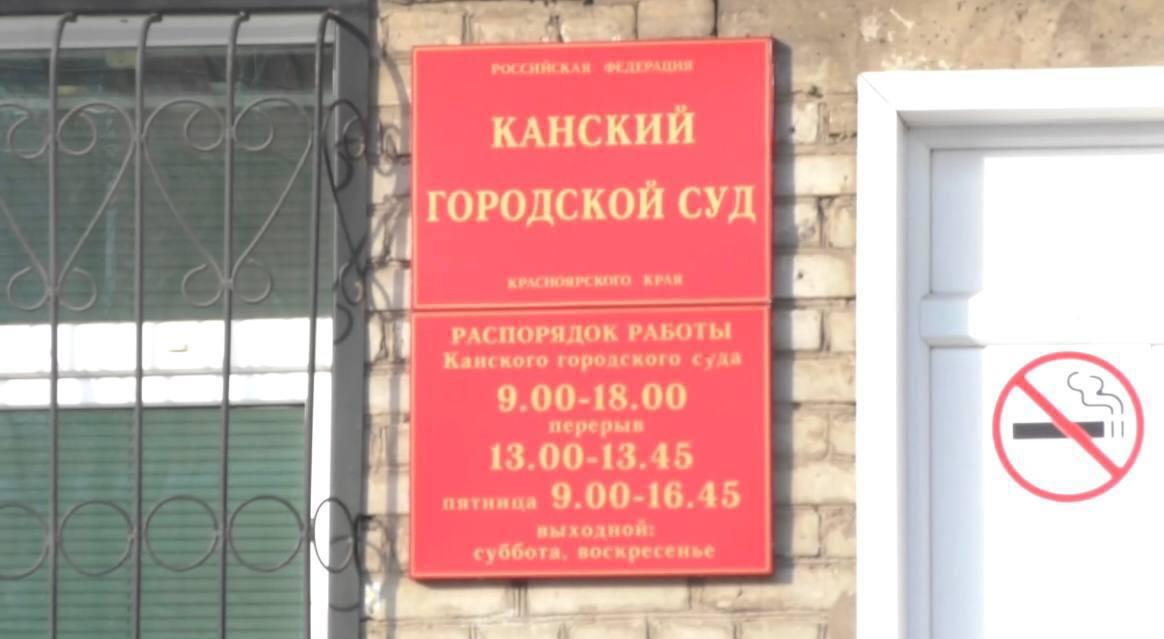 РОССИЙСКАЯ ФЕДЕРАЦИЯ
КАНСКИЙ
ГОРОДСКОЙ СУД
КРАСНОЯРСКОГО КРАЯ
РАСПОРЯДОК РАБОТЫ
Канского городского суда
9.00-18.00
перерыв
13.00-13.45
пятница 9.00-16.45
выходной:
суббота, воскресенье